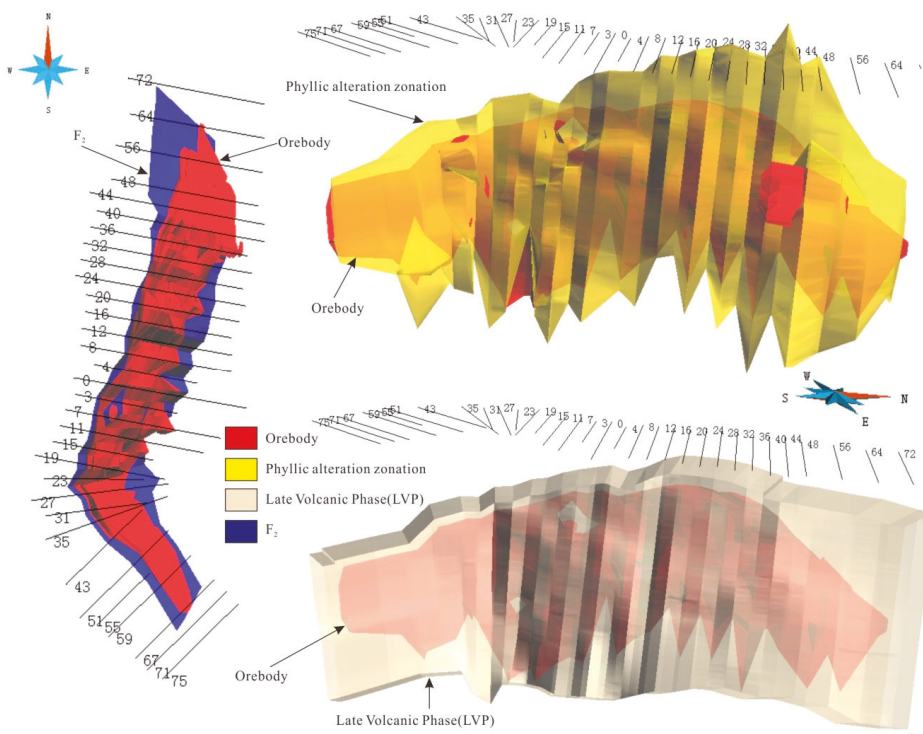 N
W E
S
72
64
F₂
Orebody
56
48
44
40
36
32
28
24
20
16
12
8
4
0
3
7
11
15
19
23
27
31
35
43
51
55
59
67
71
75
75 71 67 59 55 51 43 35 31 27 23 19 15 11 7 3 0 4 8 12 16 20 24 28 32 44 48 56 64
Phyllic alteration zonation
Orebody
W
S N
E
Orebody
Phyllic alteration zonation
Late Volcanic Phase(LVP)
F₂
75 71 67 59 55 51 43 35 31 27 23 19 15 11 7 3 0 4 8 12 16 20 24 28 32 36 40 44 48 56 64 72
Orebody
Late Volcanic Phase(LVP)